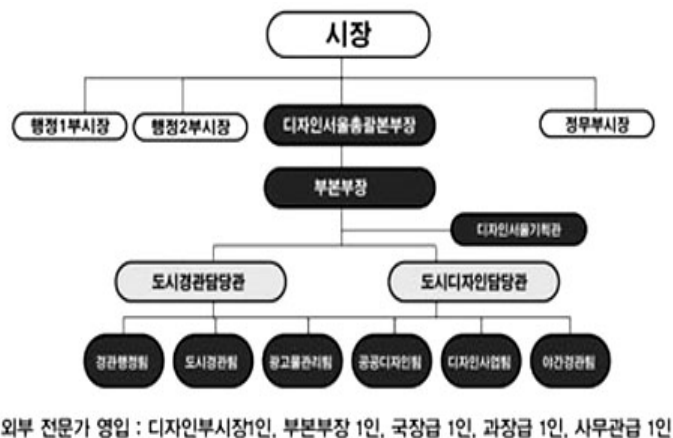 시장
행정1부시장
행정2부시장
디자인서울총괄본부장
정무부시장
부본부장
디자인서울기획관
도시경관담당관
도시디자인담당관
경관행정팀
도시경관팀
광고물관리팀
공공디자인팀
디자인사업팀
야간경관팀
외부 전문가 영입 : 디자인부시장1인, 부본부장 1인, 국장급 1인, 과장급 1인, 사무관급 1인